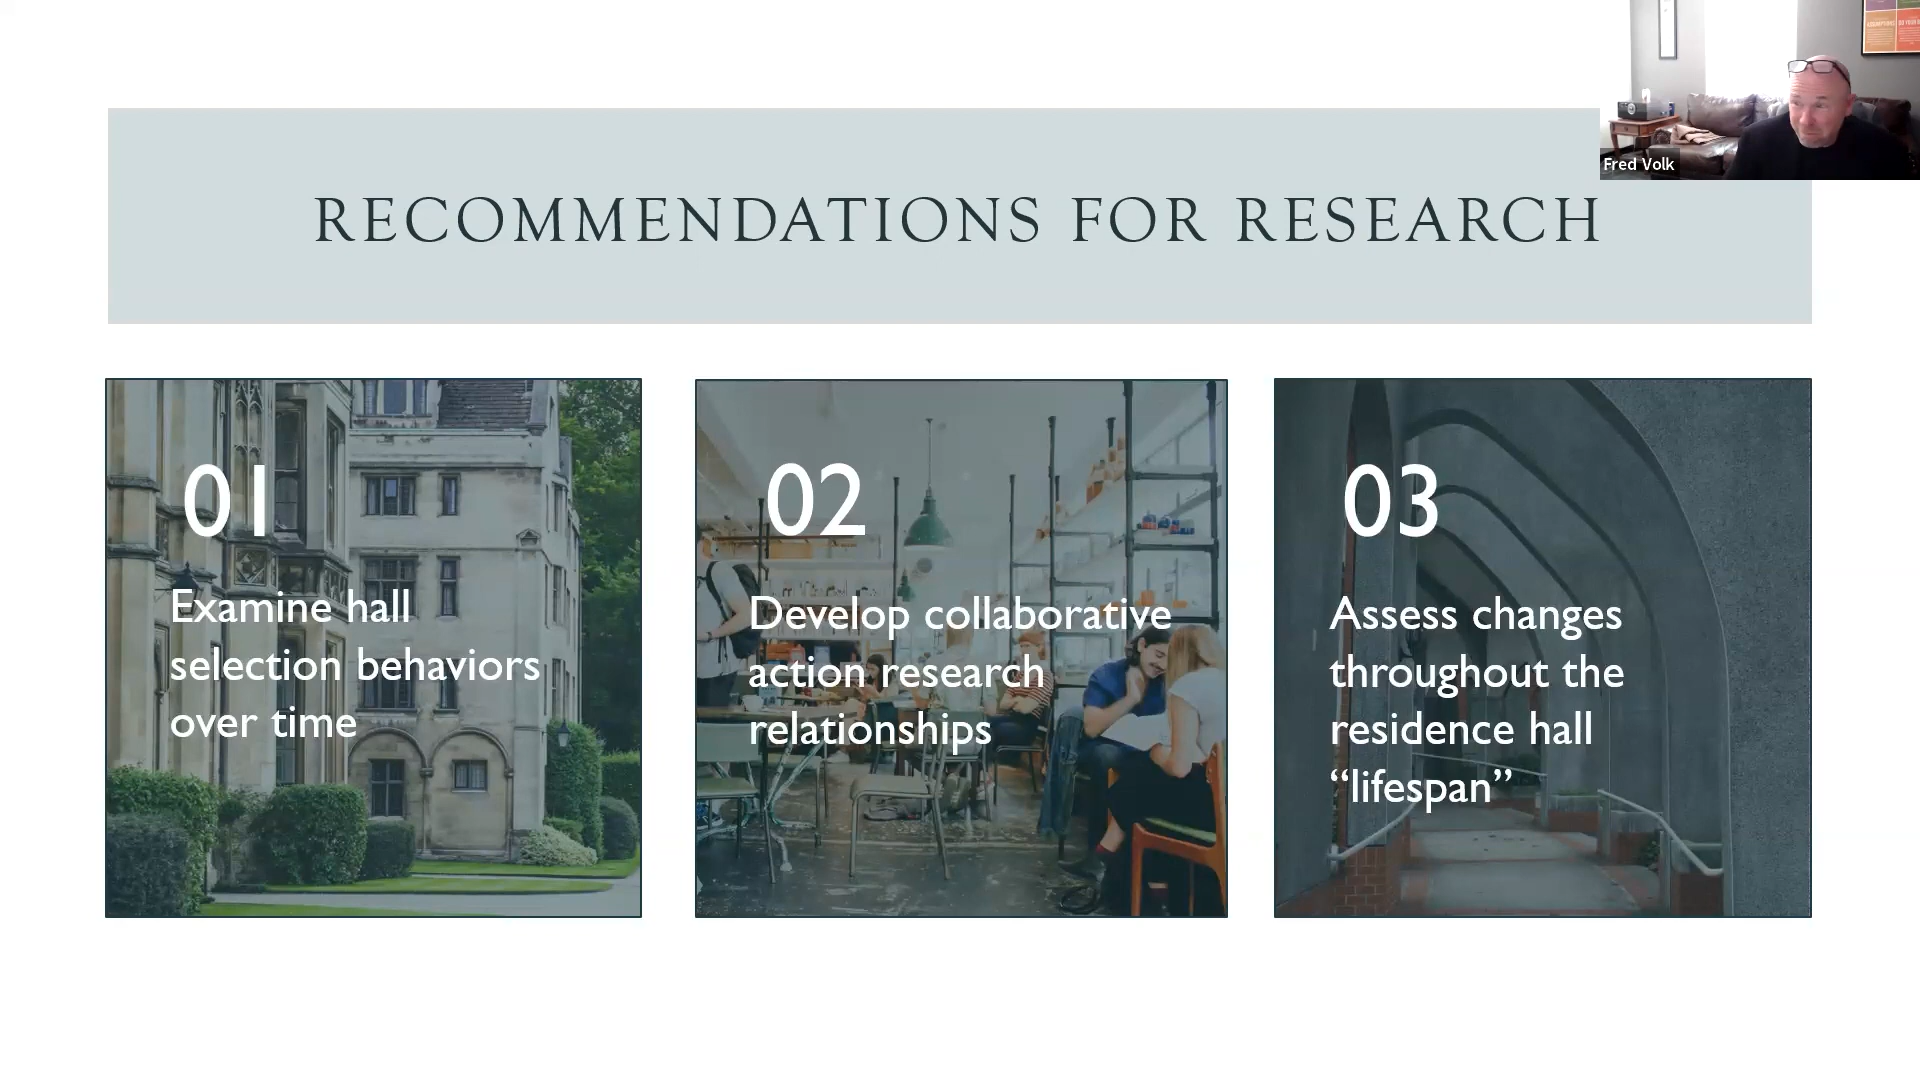 Fred Volk
RECOMMENDATIONS FOR RESEARCH
01
Examine hall
selection behaviors
over time
02
Develop collaborative
action research
relationships
03
Assess changes
throughout the
residence hall
“lifespan”